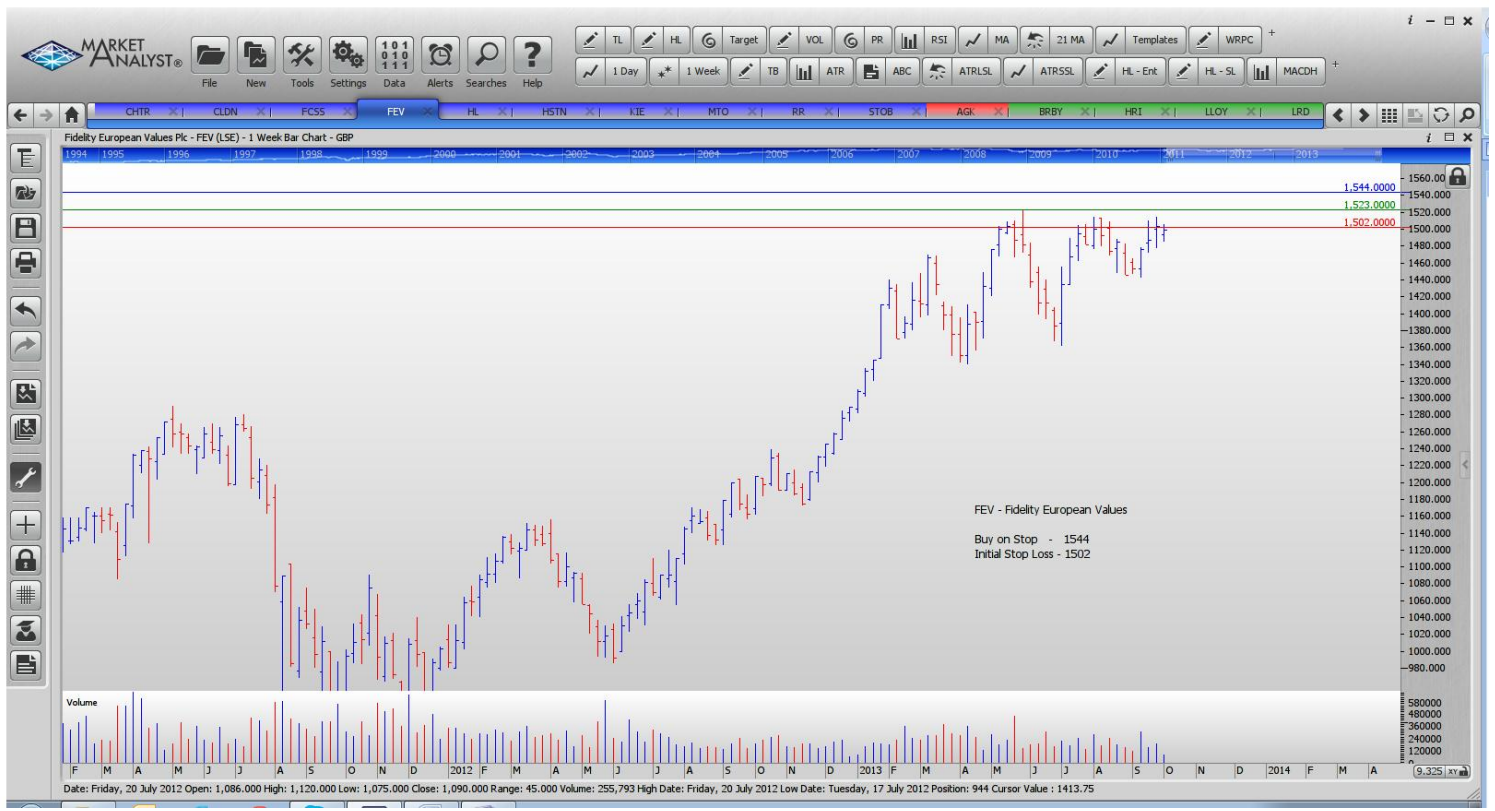 i
MARKET
ANALYST®
File New Tools Settings Data Alerts Searches Help
101
010
111
TL HL Target VOL PR RSI MA 21 MA Templates WRPC +
1 Day 1 Week TB ATR ABC ATRLSL ATRSSL HL - Ent HL - SL MACDH +
CHTR CLDN FCSS FEV HL HSTN KIE MTO RR STOB AGK BRBY HRI LLOY LRD
Fidelity European Values Plc - FEV (LSE) - 1 Week Bar Chart - GBP
i
1994 1995 1996 1997 1998 1999 2000 2001 2002 2003 2004 2005 2006 2007 2008 2009 2010 2011 2012 2013
1560.00
1,544.0000
1540.000
1,523.0000
1520.000
1,502.0000
1500.000
1480.000
1460.000
1440.000
1420.000
1400.000
1380.000
1360.000
1340.000
1320.000
1300.000
1280.000
1260.000
1240.000
1220.000
1200.000
1180.000
1160.000
1140.000
1120.000
1100.000
1080.000
1060.000
1040.000
1020.000
1000.000
980.000
FEV - Fidelity European Values
Buy on Stop - 1544
Initial Stop Loss - 1502
Volume
580000
480000
360000
240000
120000
0
F M A M J J A S O N D 2012 F M A M J J A S O N D 2013 F M A M J J A S O N D 2014 F M A
9.325 XY
Date: Friday, 20 July 2012 Open: 1,086.000 High: 1,120.000 Low: 1,075.000 Close: 1,090.000 Range: 45.000 Volume: 255,793 High Date: Friday, 20 July 2012 Low Date: Tuesday, 17 July 2012 Position: 944 Cursor Value : 1413.75